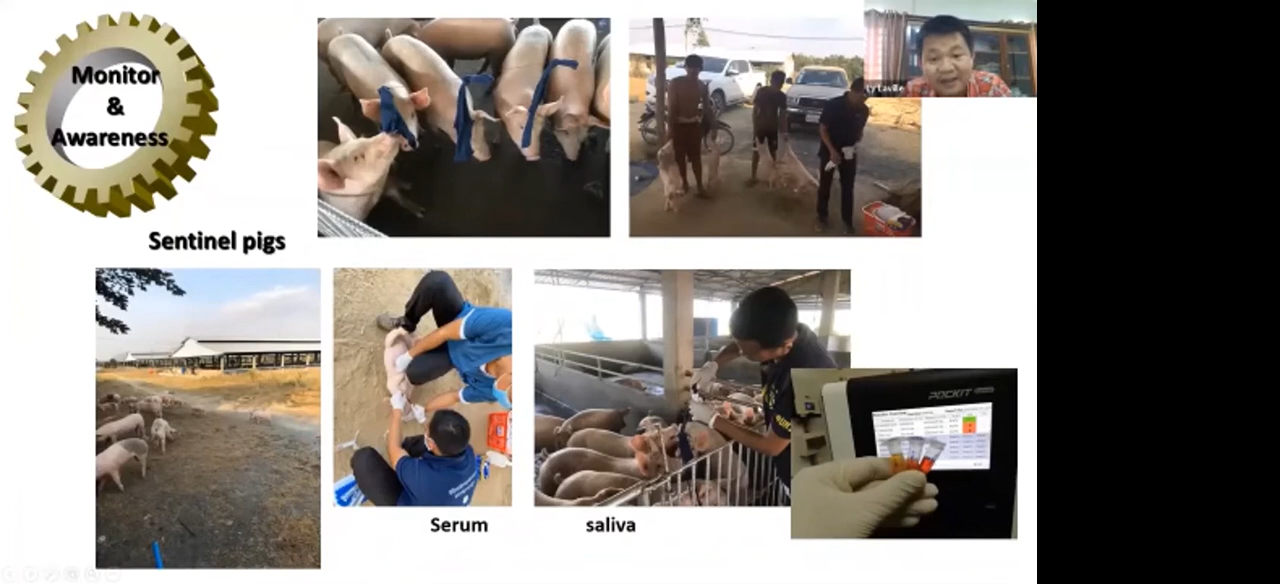 Monitor
&
Awareness
Sentinel pigs
Serum
saliva
POCKIT